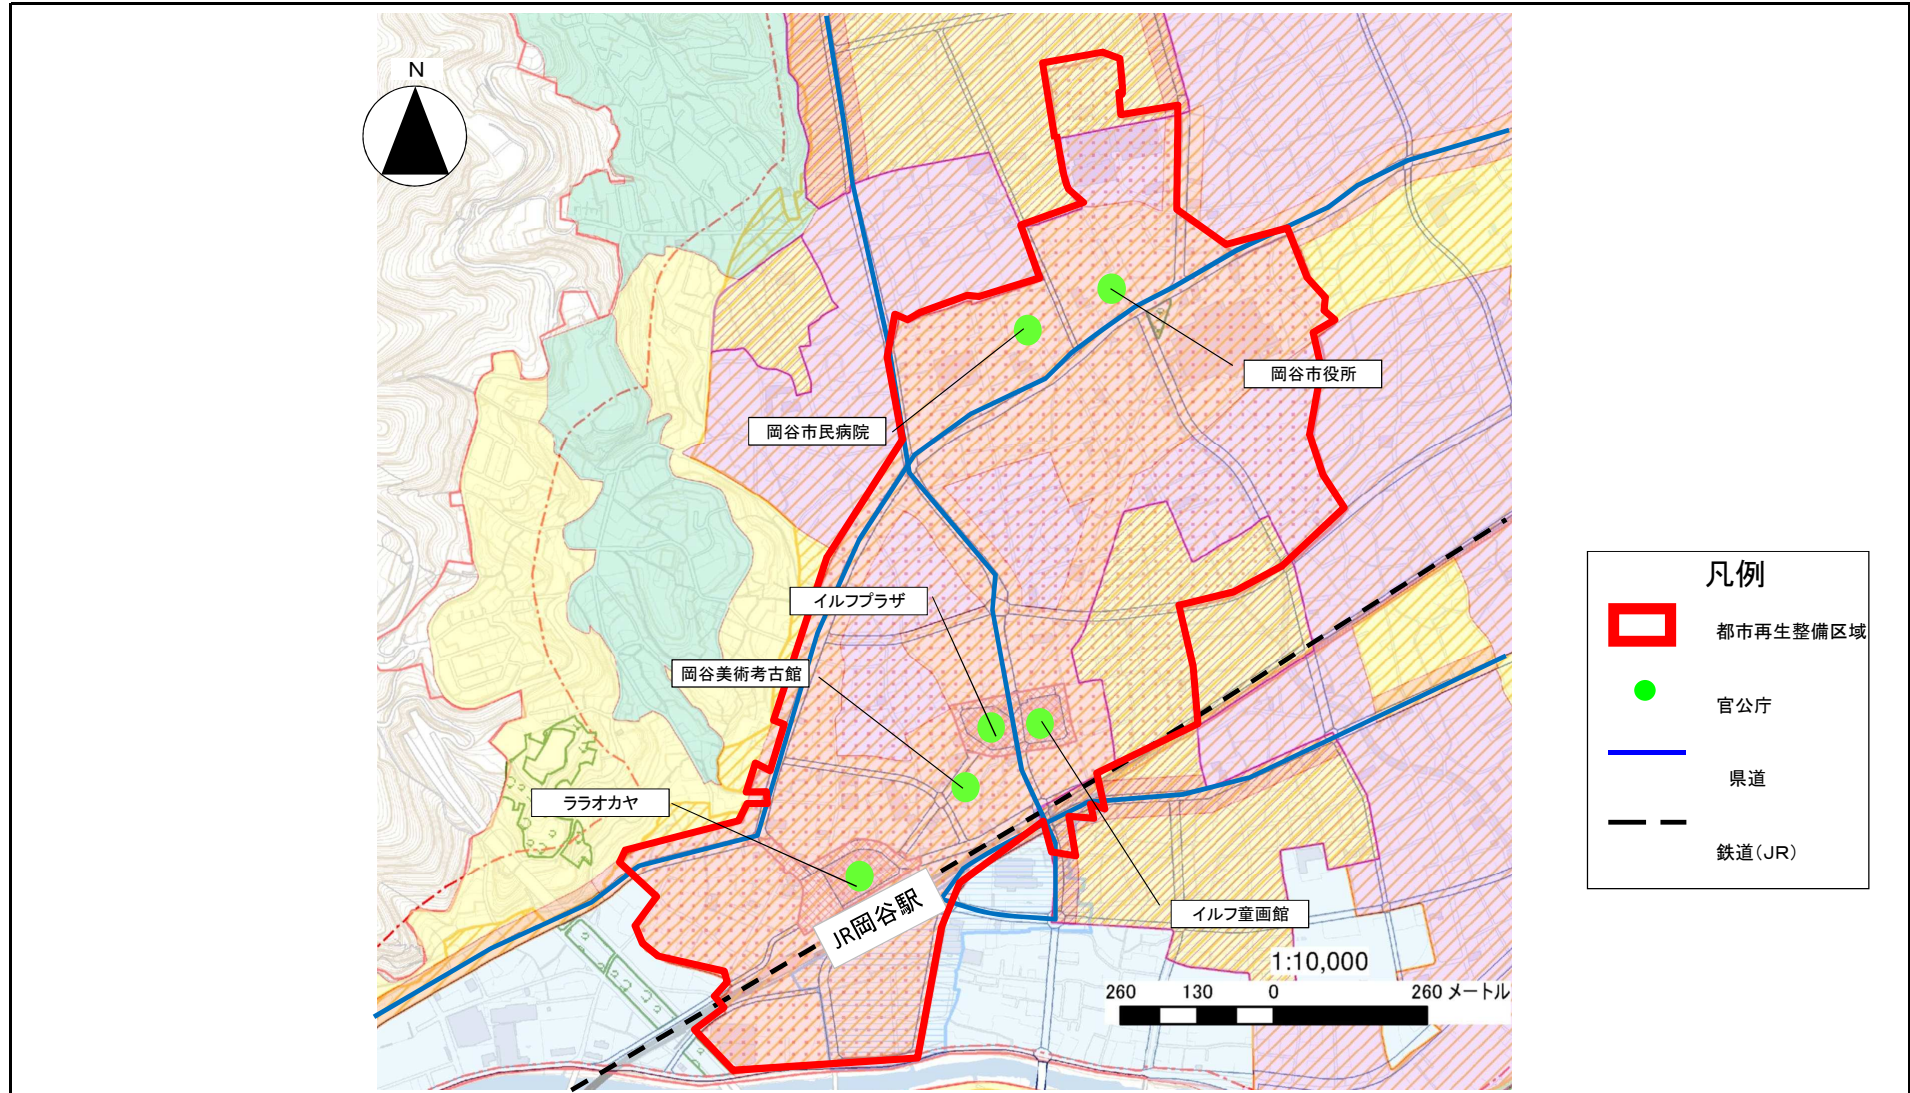 N
岡谷市役所
岡谷市民病院
イルフプラザ
岡谷美術考古館
ララオカヤ
JR岡谷駅
イルフ童画館
1:10,000
260 130 0 260 メートル
凡例
都市再生整備区域
官公庁
県道
鉄道(JR)